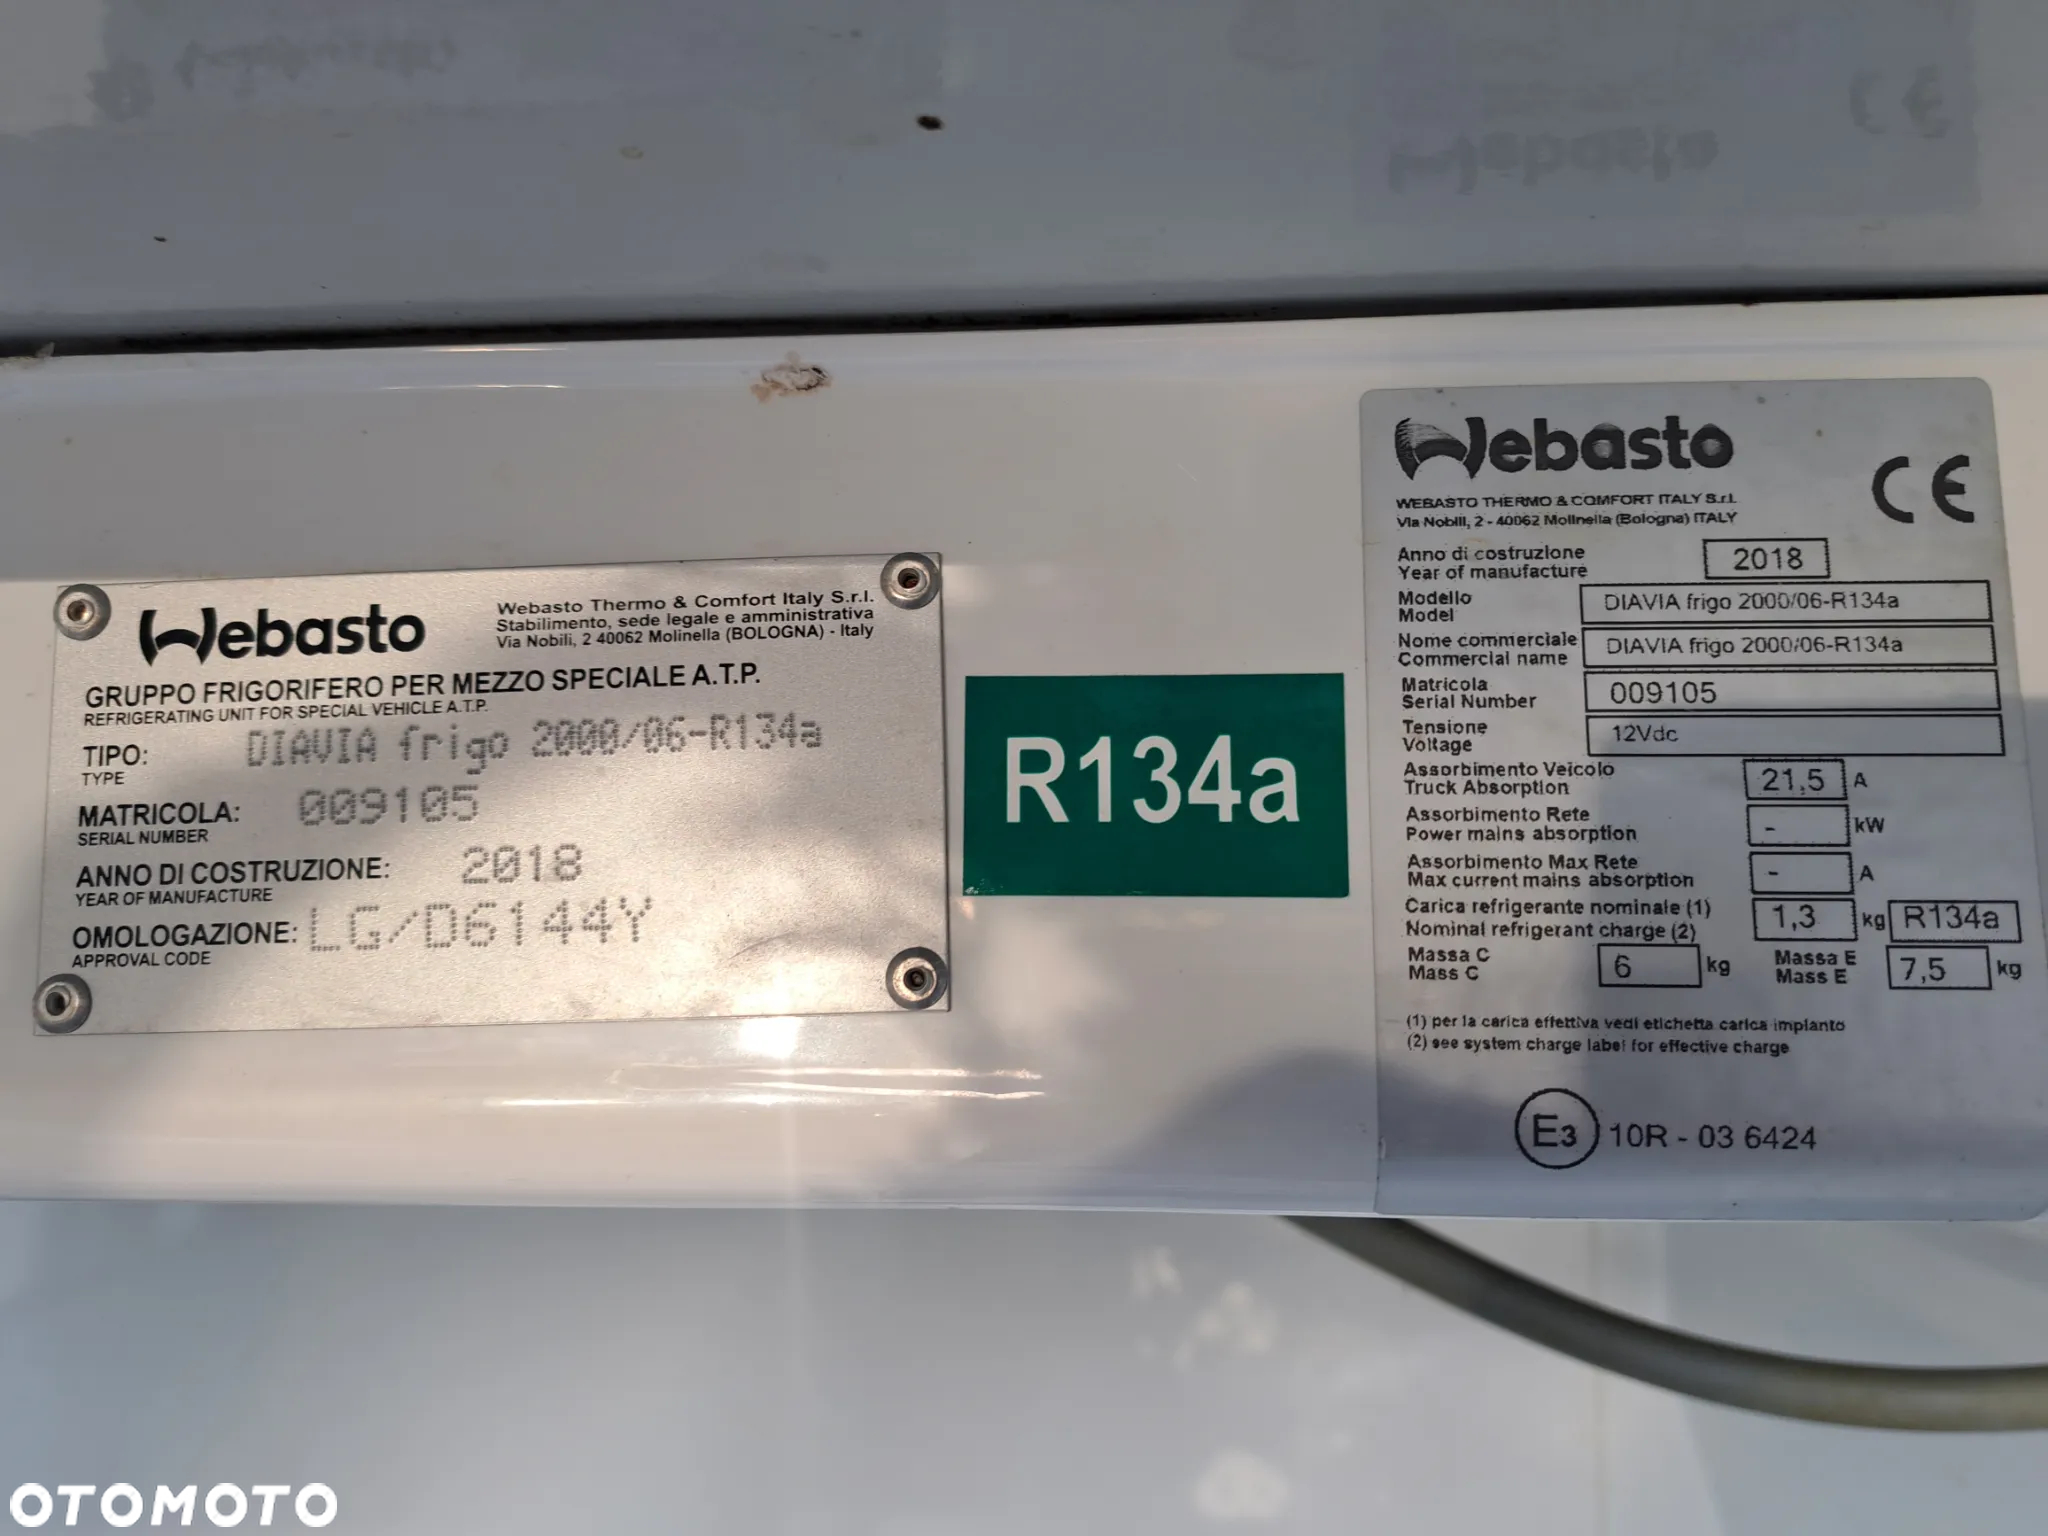 Webasto
Webasto Thermo & Comfort Italy S.r.l.
Stabilimento, sede legale e amministrativa
Via Nobili, 2 40062 Molinella (BOLOGNA) - Italy
GRUPPO FRIGORIFERO PER MEZZO SPECIALE A.T.P.
REFRIGERATING UNIT FOR SPECIAL VEHICLE A.T.P.
TIPO: DIAVIA frigo 2000/06-R134a
TYPE
MATRICOLA: 009105
SERIAL NUMBER
ANNO DI COSTRUZIONE: 2018
YEAR OF MANUFACTURE
OMOLOGAZIONE: LG/D6144Y
APPROVAL CODE
R134a
Webasto
CE
WEBASTO THERMO & COMFORT ITALY S.r.l.
Via Nobili, 2 - 40062 Molinella (Bologna) ITALY
Anno di costruzione 2018
Year of manufacture
Modello DIAVIA frigo 2000/06-R134a
Model
Nome commerciale DIAVIA frigo 2000/06-R134a
Commercial name
Matricola 009105
Serial Number
Tensione 12Vdc
Voltage
Assorbimento Veicolo 21,5 A
Truck Absorption
Assorbimento Rete - kW
Power mains absorption
Assorbimento Max Rete - A
Max current mains absorption
Carica refrigerante nominale (1) 1,3 kg R134a
Nominal refrigerant charge (2)
Massa C 6 kg Massa E 7,5 kg
Mass C Mass E
(1) per la carica effettiva vedi etichetta carica impianto
(2) see system charge label for effective charge
E3 10R - 03 6424
OTOMOTO